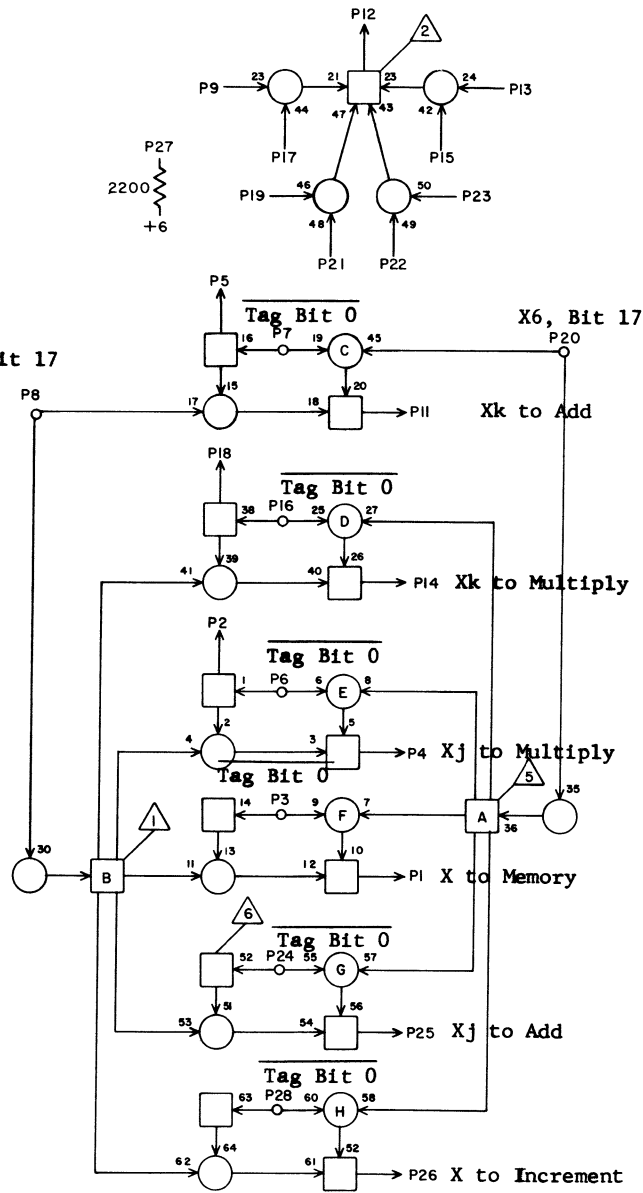 P12
2
P9 23 21 23 24 P13
44 47 43 42
P17 P15
P27
2200
+6
P19 46 50 P23
48 49
P21 P22
P5
Tag Bit 0
X6, Bit 17
P7 P20
16 19 C 45
it 17
P8
15 20
17 18 P11 Xk to Add
P18
Tag Bit 0
P16
38 25 D 27
39 26
41 40 P14 Xk to Multiply
P2
Tag Bit 0
P6
1 6 E 8
2 5
4 3 P4 Xj to Multiply
Tag Bit 0
5
P3
14 9 F 7 A 36 35
1
13 10
30 B 11 12 P1 X to Memory
6
Tag Bit 0
P24
52 55 G 57
51 56
53 54 P25 Xj to Add
Tag Bit 0
P28
63 60 H 58
64 52
62 61 P26 X to Increment